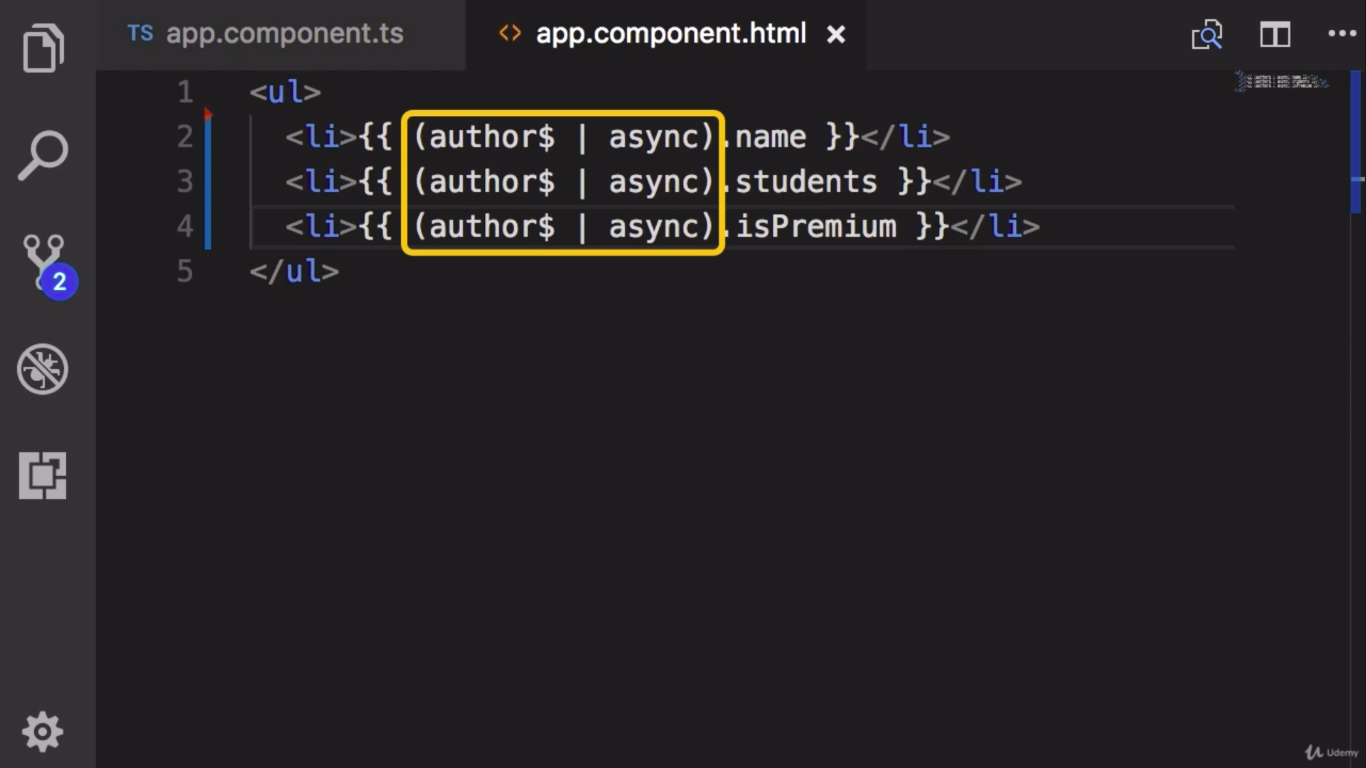 TS app.component.ts <> app.component.html
1 <ul>
2 <li>{{ (author$ | async).name }}</li>
3 <li>{{ (author$ | async).students }}</li>
4 <li>{{ (author$ | async).isPremium }}</li>
5 </ul>
2
Udemy